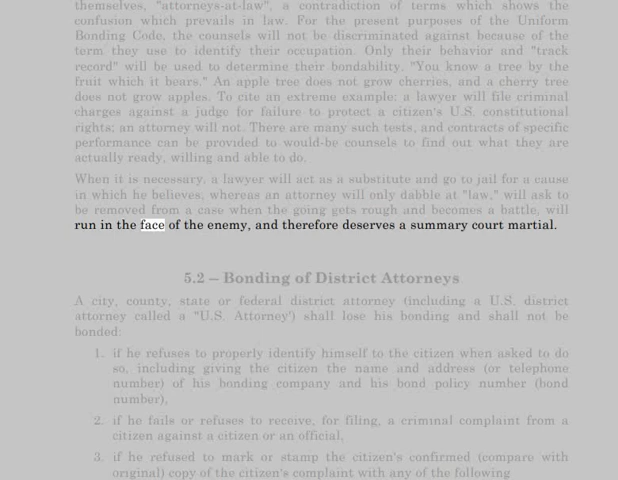 themselves, "attorneys-at-law", a contradiction of terms which shows the
confusion which prevails in law. For the present purposes of the Uniform
Bonding Code, the counsels will not be discriminated against because of the
term they use to identify their occupation. Only their behavior and "track
record" will be used to determine their bondability. "You know a tree by the
fruit which it bears." An apple tree does not grow cherries, and a cherry tree
does not grow apples. To cite an extreme example: a lawyer will file criminal
charges against a judge for failure to protect a citizen's U.S. constitutional
rights; an attorney will not. There are many such tests, and contracts of specific
performance can be provided to would-be counsels to find out what they are
actually ready, willing and able to do.
When it is necessary, a lawyer will act as a substitute and go to jail for a cause
in which he believes, whereas an attorney will only dabble at "law," will ask to
be removed from a case when the going gets rough and becomes a battle, will
run in the face of the enemy, and therefore deserves a summary court martial.
5.2 – Bonding of District Attorneys
A city, county, state or federal district attorney (including a U.S. district
attorney called a "U.S. Attorney') shall lose his bonding and shall not be
bonded:
1. if he refuses to properly identify himself to the citizen when asked to do
so, including giving the citizen the name and address (or telephone
number) of his bonding company and his bond policy number (bond
number),
2. if he fails or refuses to receive, for filing, a criminal complaint from a
citizen against a citizen or an official,
3. if he refused to mark or stamp the citizen's confirmed (compare with
original) copy of the citizen's complaint with any of the following